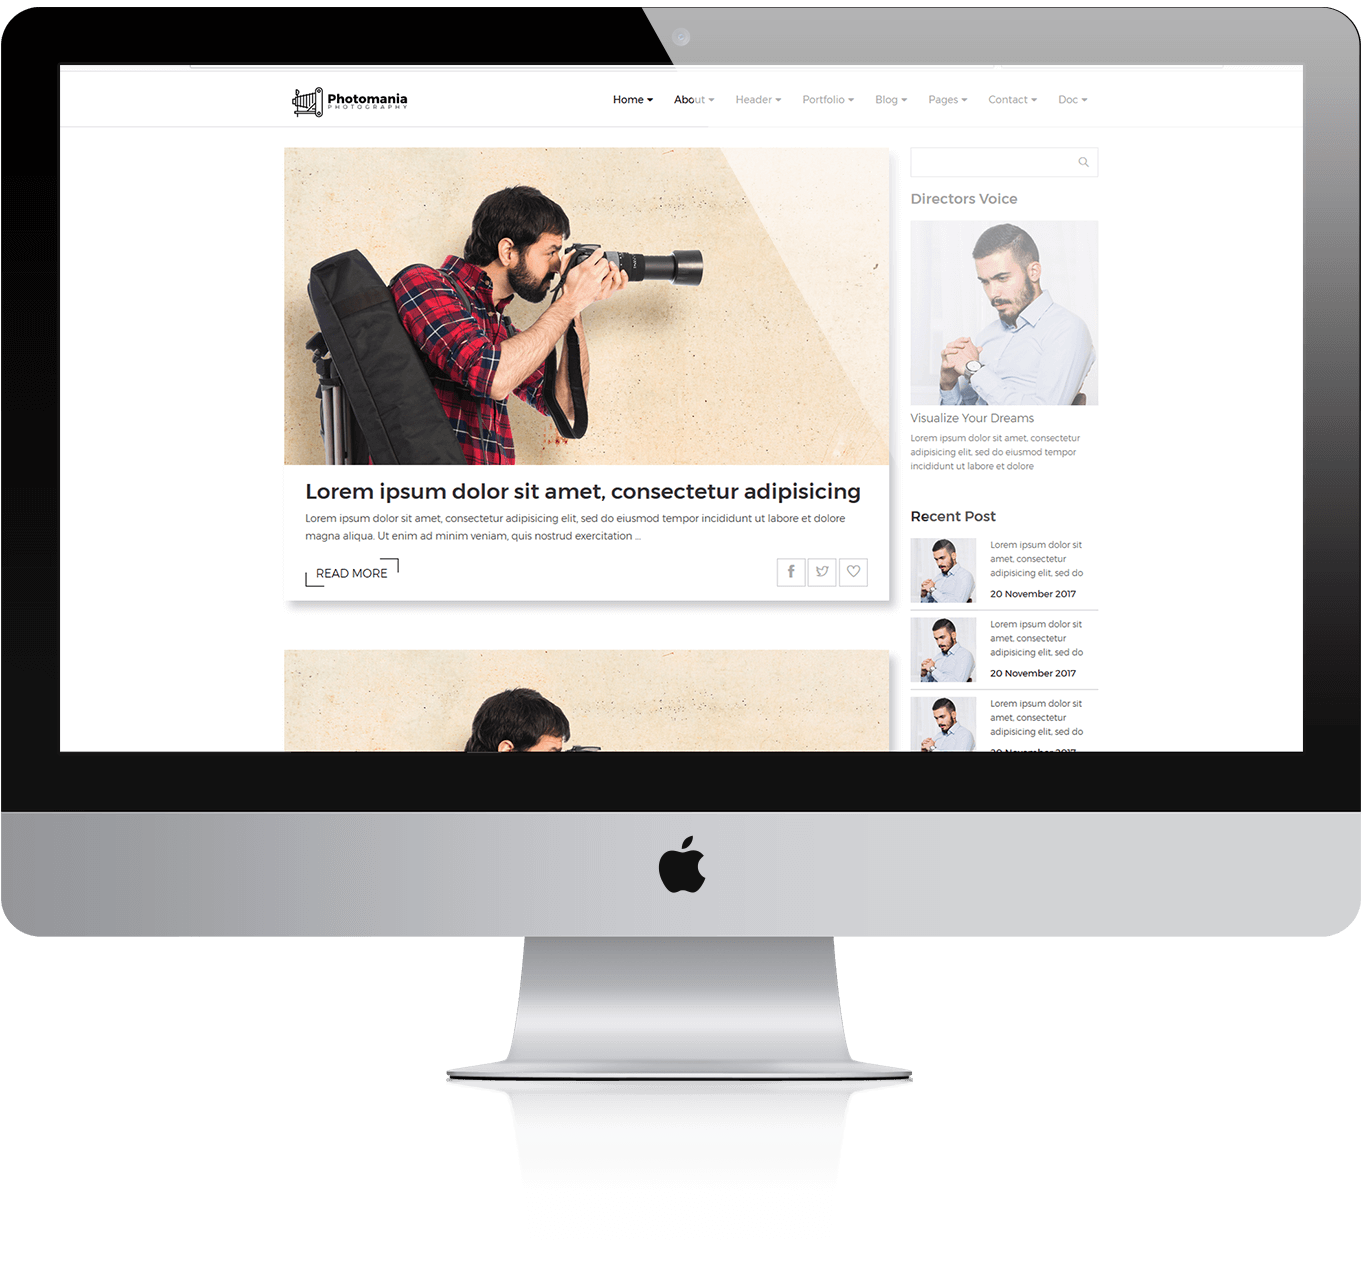 Photomania
PHOTOGRAPHY
Home
About
Header
Portfolio
Blog
Pages
Contact
Doc
Lorem ipsum dolor sit amet, consectetur adipisicing
Lorem ipsum dolor sit amet, consectetur adipisicing elit, sed do eiusmod tempor incididunt ut labore et dolore
magna aliqua. Ut enim ad minim veniam, quis nostrud exercitation ...
READ MORE
Directors Voice
Visualize Your Dreams
Lorem ipsum dolor sit amet, consectetur
adipisicing elit, sed do eiusmod tempor
incididunt ut labore et dolore
Recent Post
Lorem ipsum dolor sit
amet, consectetur
adipisicing elit, sed do
20 November 2017
Lorem ipsum dolor sit
amet, consectetur
adipisicing elit, sed do
20 November 2017
Lorem ipsum dolor sit
amet, consectetur
adipisicing elit, sed do
20 November 2017